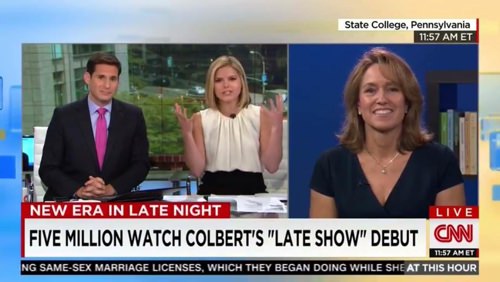 State College, Pennsylvania
11:57 AM ET
NEW ERA IN LATE NIGHT
LIVE
FIVE MILLION WATCH COLBERT'S "LATE SHOW" DEBUT
CNN
11:57 AM ET
NG SAME-SEX MARRIAGE LICENSES, WHICH THEY BEGAN DOING WHILE SHE
AT THIS HOUR